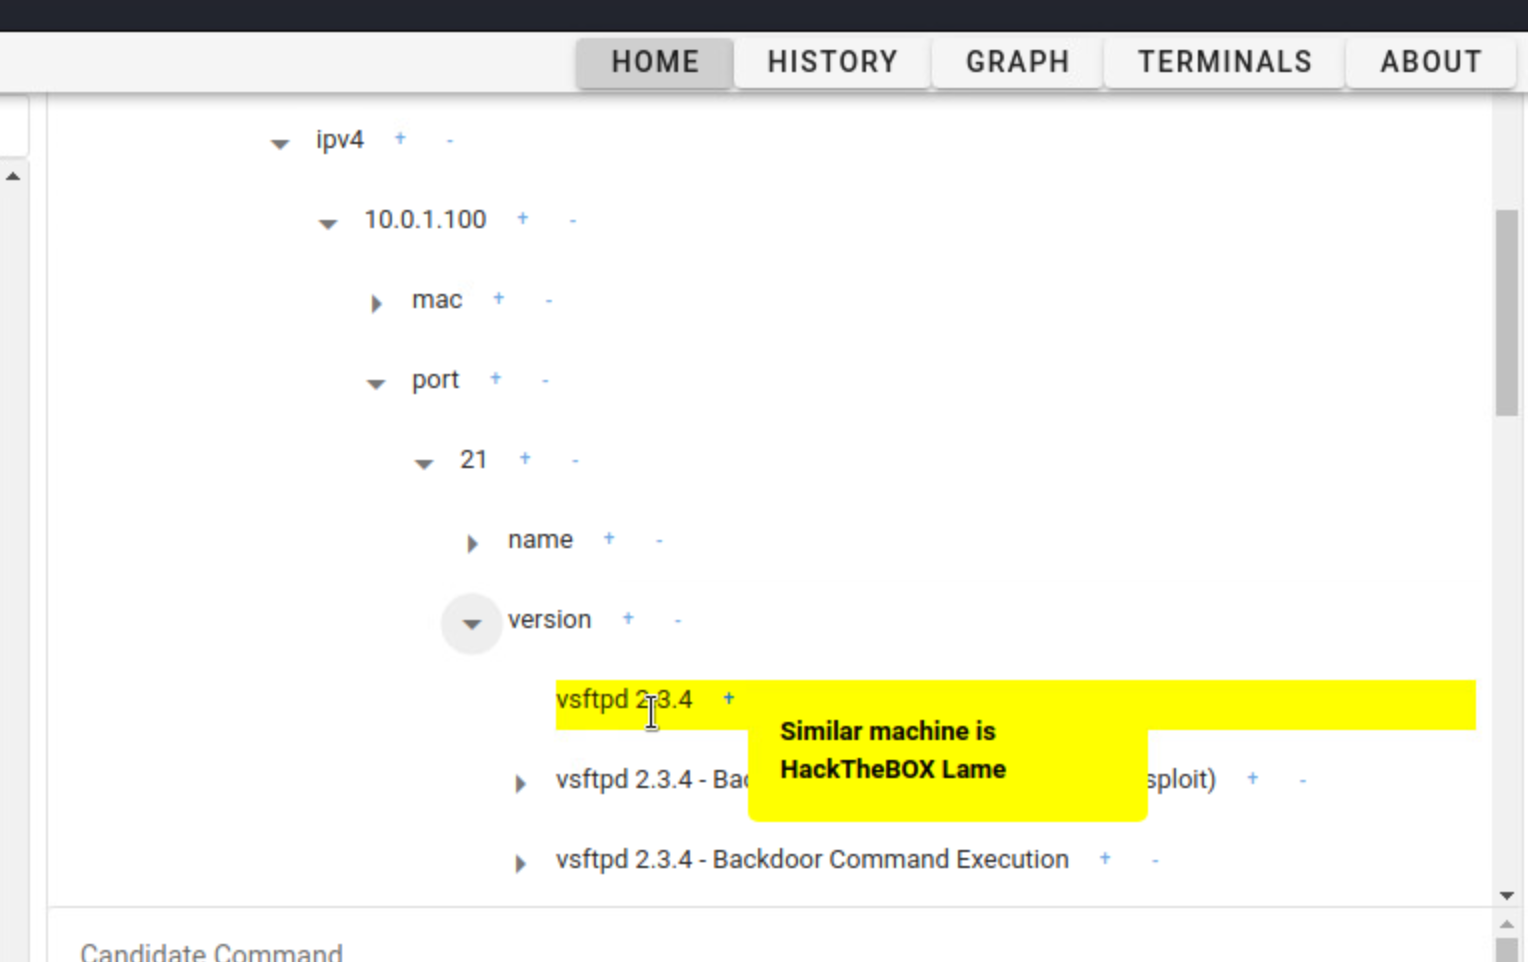 HOME HISTORY GRAPH TERMINALS ABOUT
ipv4 + -
10.0.1.100 + -
mac + -
port + -
21 + -
name + -
version + -
vsftpd 2.3.4 +
Similar machine is
HackTheBOX Lame
vsftpd 2.3.4 - Bac sploit) + -
vsftpd 2.3.4 - Backdoor Command Execution + -
Candidate Command